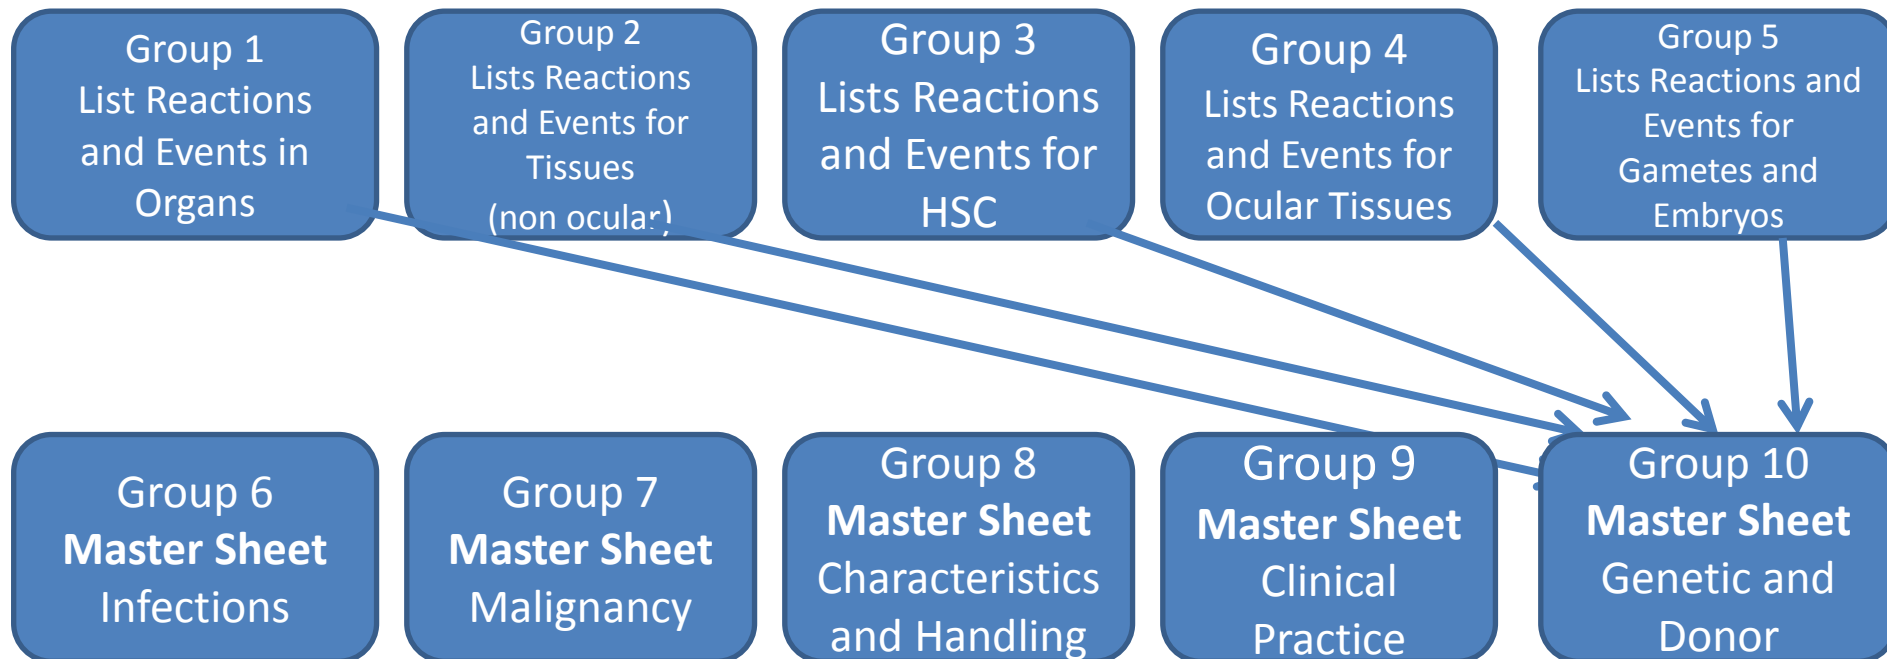 Group 1
List Reactions
and Events in
Organs
Group 2
Lists Reactions
and Events for
Tissues
(non ocular)
Group 3
Lists Reactions
and Events for
HSC
Group 4
Lists Reactions
and Events for
Ocular Tissues
Group 5
Lists Reactions and
Events for
Gametes and
Embryos
Group 6
Master Sheet
Infections
Group 7
Master Sheet
Malignancy
Group 8
Master Sheet
Characteristics
and Handling
Group 9
Master Sheet
Clinical
Practice
Group 10
Master Sheet
Genetic and
Donor